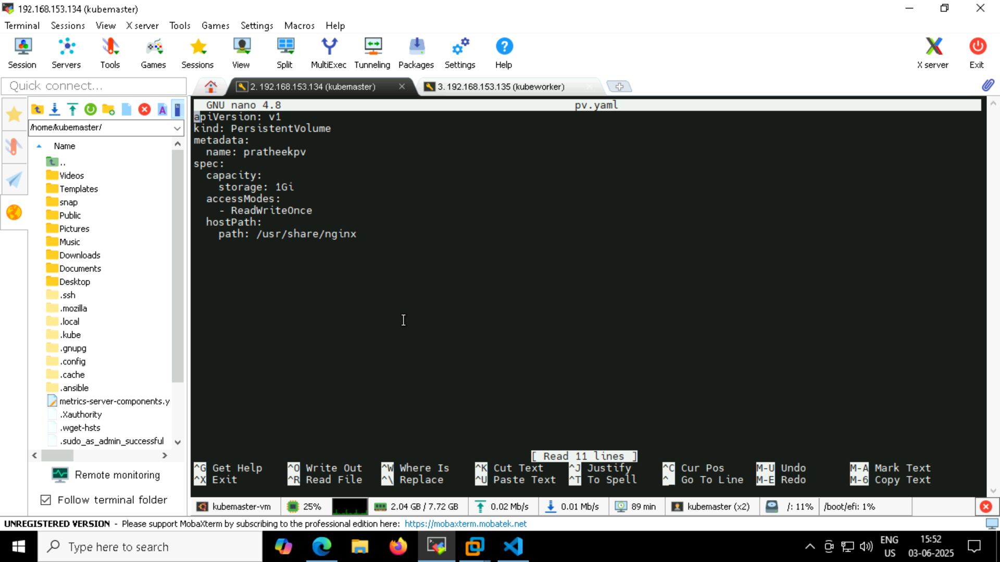 192.168.153.134 (kubemaster)
Terminal Sessions View X server Tools Games Settings Macros Help
Session Servers Tools Games Sessions View Split MultiExec Tunneling Packages Settings Help X server Exit
Quick connect...
2. 192.168.153.134 (kubemaster)
3. 192.168.153.135 (kubeworker)
/home/kubemaster/
Name
..
Videos
Templates
snap
Public
Pictures
Music
Downloads
Documents
Desktop
.ssh
.mozilla
.local
.kube
.gnupg
.config
.cache
.ansible
metrics-server-components.y
.Xauthority
.wget-hsts
.sudo_as_admin_successful
Remote monitoring
Follow terminal folder
GNU nano 4.8 pv.yaml
apiVersion: v1
kind: PersistentVolume
metadata:
  name: pratheekpv
spec:
  capacity:
    storage: 1Gi
  accessModes:
    - ReadWriteOnce
  hostPath:
    path: /usr/share/nginx
[ Read 11 lines ]
^G Get Help ^O Write Out ^W Where Is ^K Cut Text ^J Justify ^C Cur Pos M-U Undo M-A Mark Text
^X Exit ^R Read File ^\ Replace ^U Paste Text ^T To Spell ^_ Go To Line M-E Redo M-6 Copy Text
kubemaster-vm 25% 2.04 GB / 7.72 GB 0.02 Mb/s 0.01 Mb/s 89 min kubemaster (x2) /: 11% /boot/efi: 1%
UNREGISTERED VERSION - Please support MobaXterm by subscribing to the professional edition here: https://mobaxterm.mobatek.net
Type here to search
ENG
US
15:52
03-06-2025